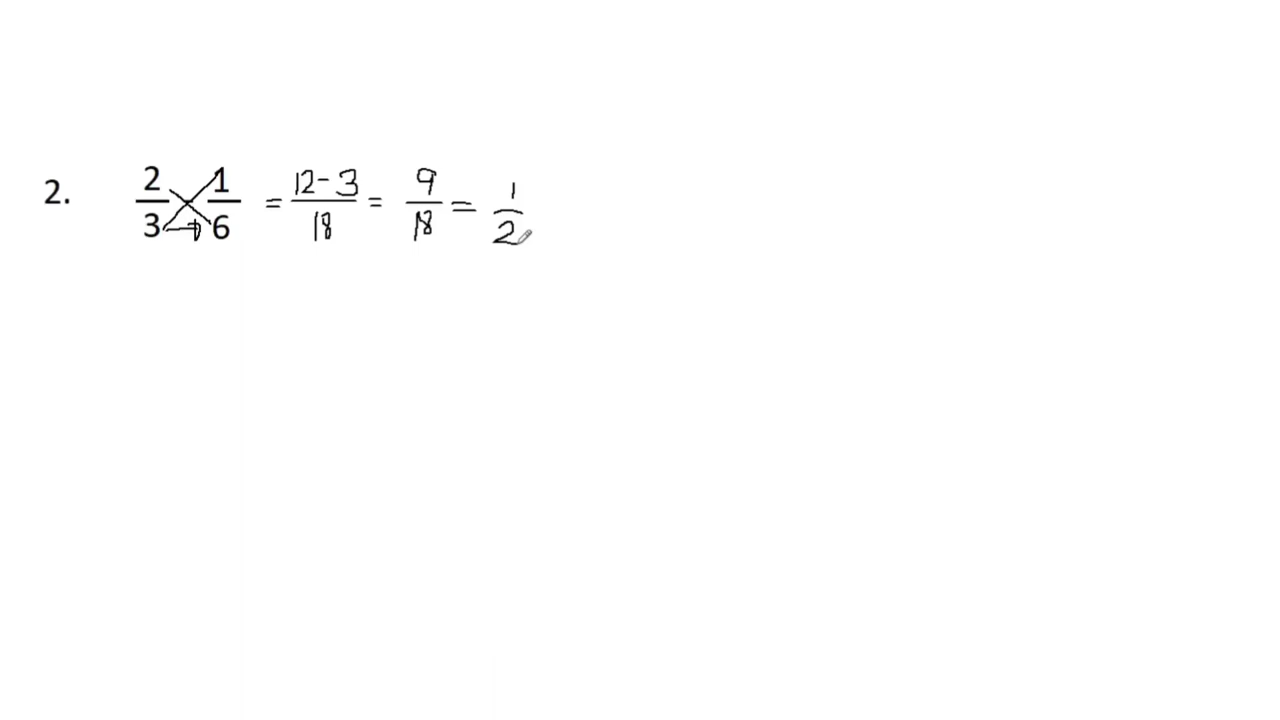 2. 2/3 - 1/6 = 12-3/18 = 9/18 = 1/2